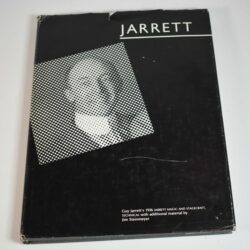 JARRETT
Guy Jarrett's 1936 JARRETT MAGIC AND STAGECRAFT,
TECHNICAL with additional material by
Jim Steinmeyer